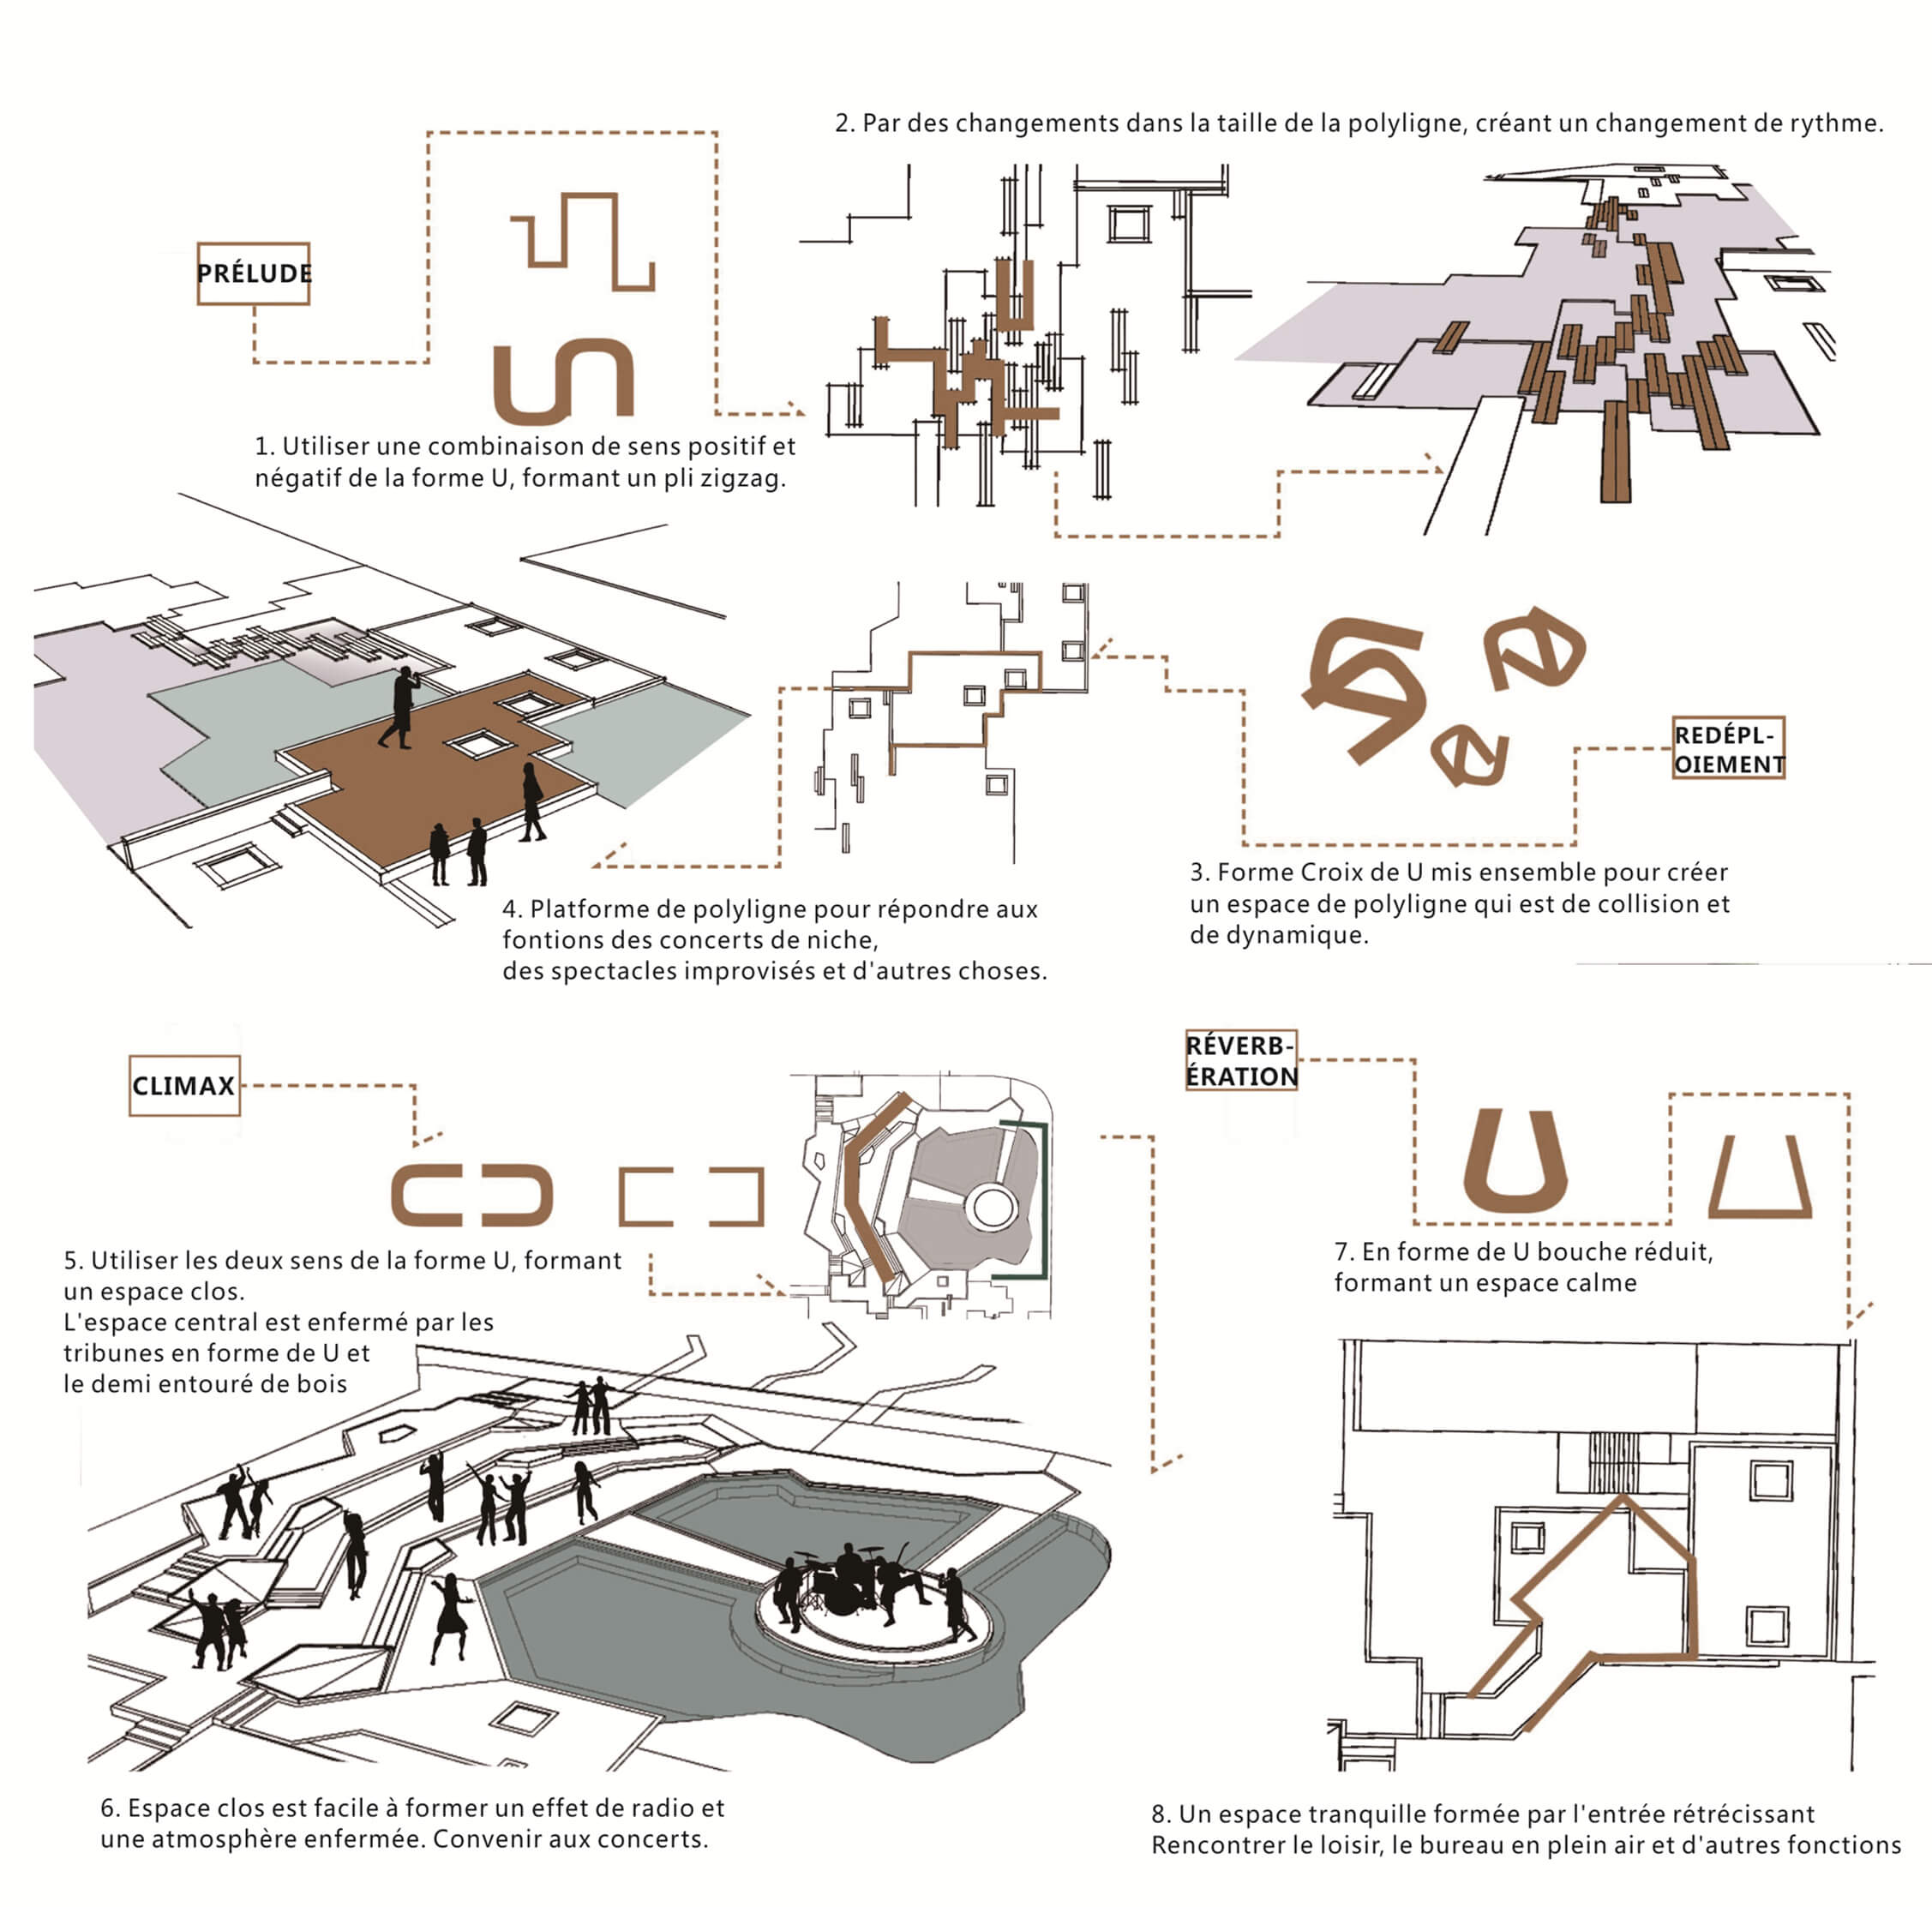 PRÉLUDE
1. Utiliser une combinaison de sens positif et
négatif de la forme U, formant un pli zigzag.
2. Par des changements dans la taille de la polyligne, créant un changement de rythme.
REDÉPL-
OIEMENT
3. Forme Croix de U mis ensemble pour créer
un espace de polyligne qui est de collision et
de dynamique.
4. Platforme de polyligne pour répondre aux
fontions des concerts de niche,
des spectacles improvisés et d'autres choses.
CLIMAX
5. Utiliser les deux sens de la forme U, formant
un espace clos.
L'espace central est enfermé par les
tribunes en forme de U et
le demi entouré de bois
6. Espace clos est facile à former un effet de radio et
une atmosphère enfermée. Convenir aux concerts.
RÉVERB-
ÉRATION
7. En forme de U bouche réduit,
formant un espace calme
8. Un espace tranquille formée par l'entrée rétrécissant
Rencontrer le loisir, le bureau en plein air et d'autres fonctions